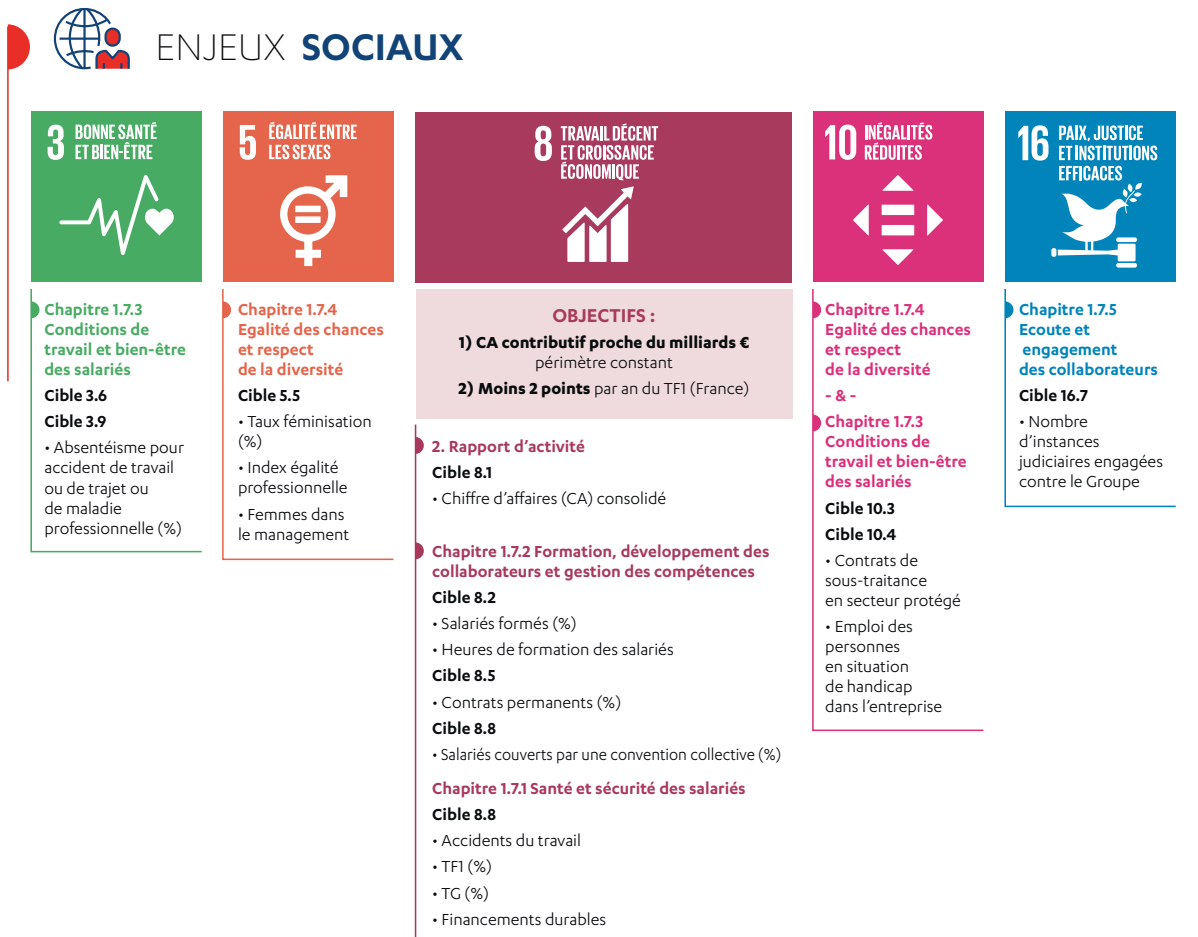 ENJEUX SOCIAUX
3 BONNE SANTÉ
ET BIEN-ÊTRE
Chapitre 1.7.3
Conditions de
travail et bien-être
des salariés
Cible 3.6
Cible 3.9
• Absentéisme pour
accident de travail
ou de trajet ou
de maladie
professionnelle (%)
5 ÉGALITÉ ENTRE
LES SEXES
Chapitre 1.7.4
Egalité des chances
et respect
de la diversité
Cible 5.5
• Taux féminisation
(%)
• Index égalité
professionnelle
• Femmes dans
le management
8 TRAVAIL DÉCENT
ET CROISSANCE
ÉCONOMIQUE
OBJECTIFS :
1) CA contributif proche du milliards €
périmètre constant
2) Moins 2 points par an du TF1 (France)
2. Rapport d’activité
Cible 8.1
• Chiffre d’affaires (CA) consolidé
Chapitre 1.7.2 Formation, développement des
collaborateurs et gestion des compétences
Cible 8.2
• Salariés formés (%)
• Heures de formation des salariés
Cible 8.5
• Contrats permanents (%)
Cible 8.8
• Salariés couverts par une convention collective (%)
Chapitre 1.7.1 Santé et sécurité des salariés
Cible 8.8
• Accidents du travail
• TF1 (%)
• TG (%)
• Financements durables
10 INÉGALITÉS
RÉDUITES
Chapitre 1.7.4
Egalité des chances
et respect
de la diversité
- & -
Chapitre 1.7.3
Conditions de
travail et bien-être
des salariés
Cible 10.3
Cible 10.4
• Contrats de
sous-traitance
en secteur protégé
• Emploi des
personnes
en situation
de handicap
dans l’entreprise
16 PAIX, JUSTICE
ET INSTITUTIONS
EFFICACES
Chapitre 1.7.5
Ecoute et
engagement
des collaborateurs
Cible 16.7
• Nombre
d’instances
judiciaires engagées
contre le Groupe